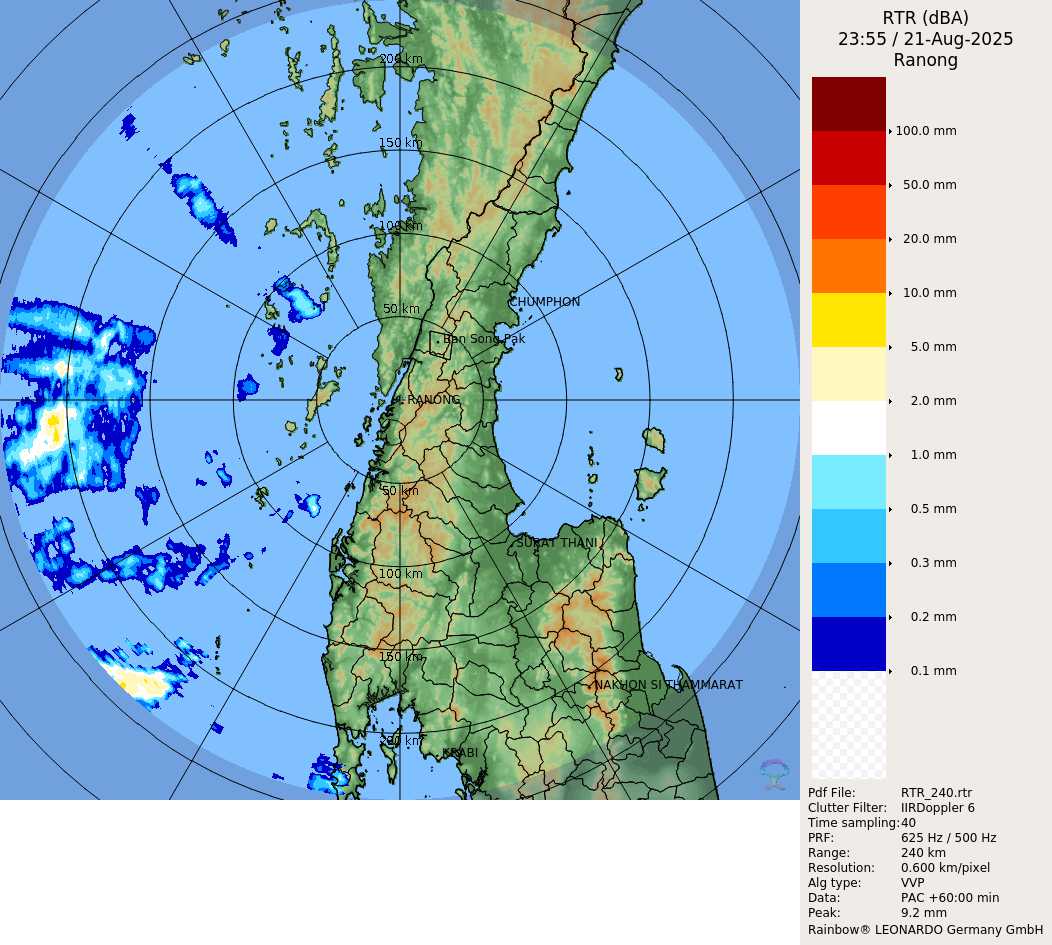 RTR (dBA)
23:55 / 21-Aug-2025
Ranong
200 km
150 km
100 km
50 km
CHUMPHON
Ban Song Pak
RANONG
50 km
SURAT THANI
100 km
150 km
NAKHON SI THAMMARAT
200 km
KRABI
100.0 mm
50.0 mm
20.0 mm
10.0 mm
5.0 mm
2.0 mm
1.0 mm
0.5 mm
0.3 mm
0.2 mm
0.1 mm
Pdf File: RTR_240.rtr
Clutter Filter: IIRDoppler 6
Time sampling:40
PRF: 625 Hz / 500 Hz
Range: 240 km
Resolution: 0.600 km/pixel
Alg type: VVP
Data: PAC +60:00 min
Peak: 9.2 mm
Rainbow® LEONARDO Germany GmbH